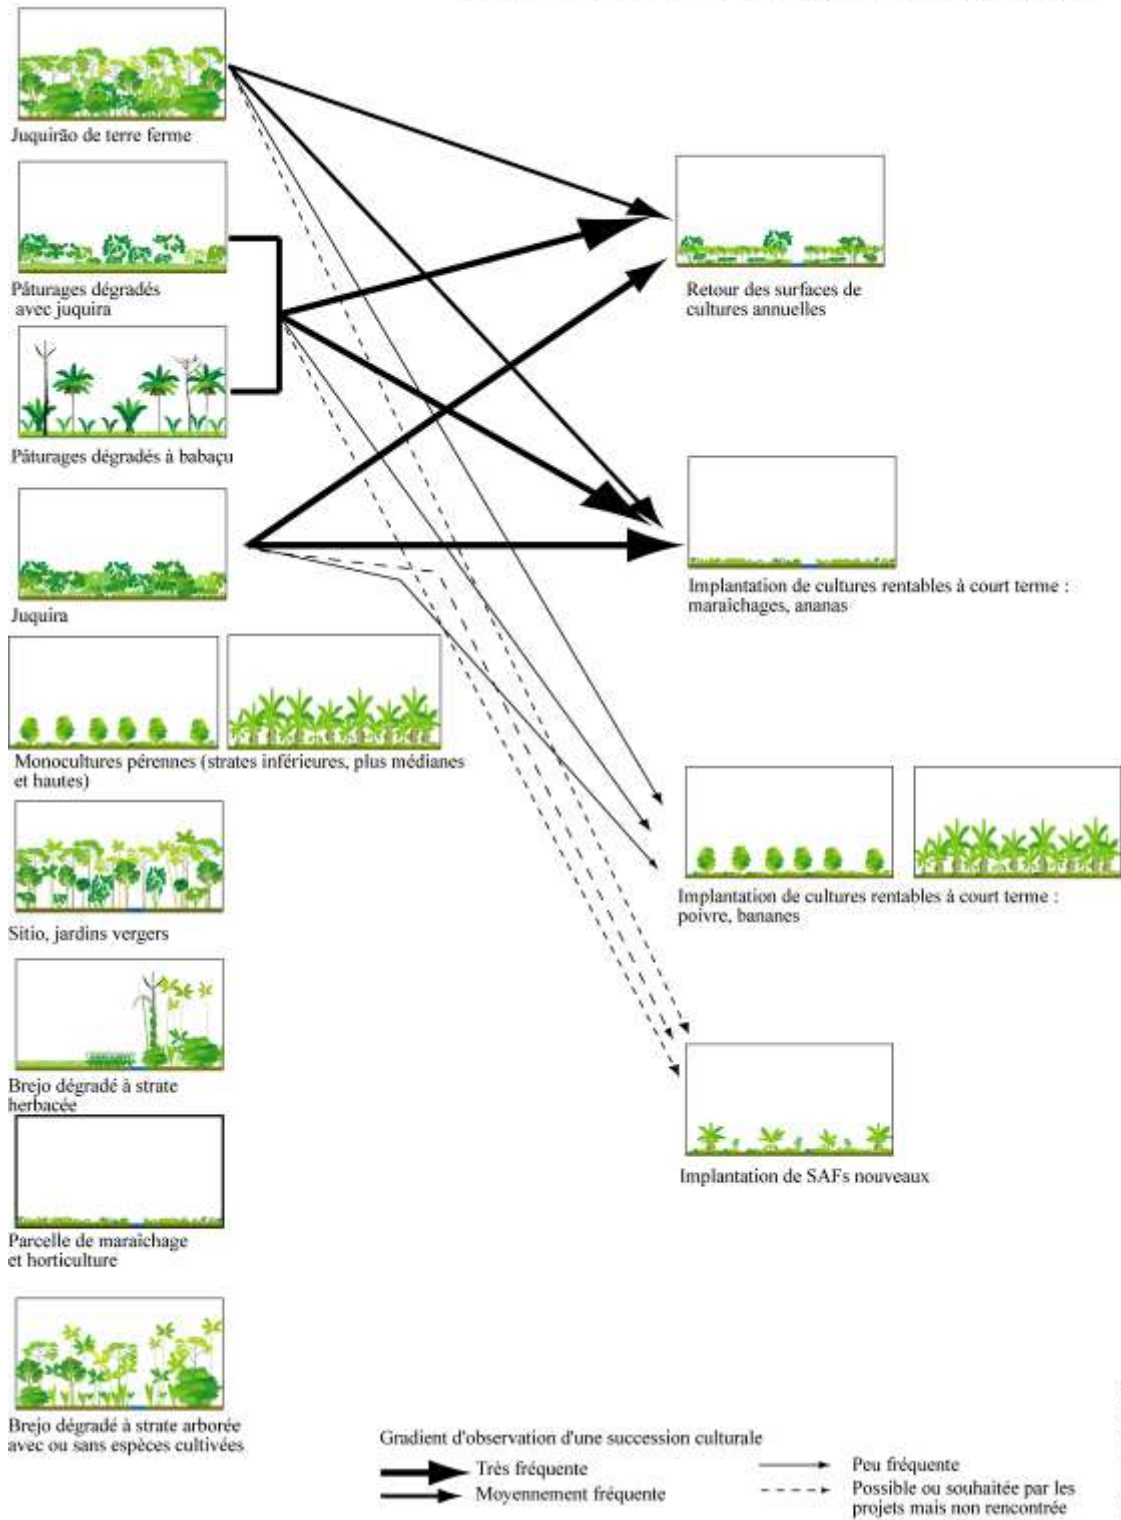 Juquirão de terre ferme
Pâturages dégradés
avec juquira
Pâturages dégradés à babaçu
Juquira
Monocultures pérennes (strates inférieures, plus médianes
et hautes)
Sitio, jardins vergers
Brejo dégradé à strate
herbacée
Parcelle de maraîchage
et horticulture
Brejo dégradé à strate arborée
avec ou sans espèces cultivées
Retour des surfaces de
cultures annuelles
Implantation de cultures rentables à court terme :
maraîchages, ananas
Implantation de cultures rentables à court terme :
poivre, bananes
Implantation de SAFs nouveaux
Gradient d'observation d'une succession culturale
Très fréquente
Moyennement fréquente
Peu fréquente
Possible ou souhaitée par les
projets mais non rencontrée